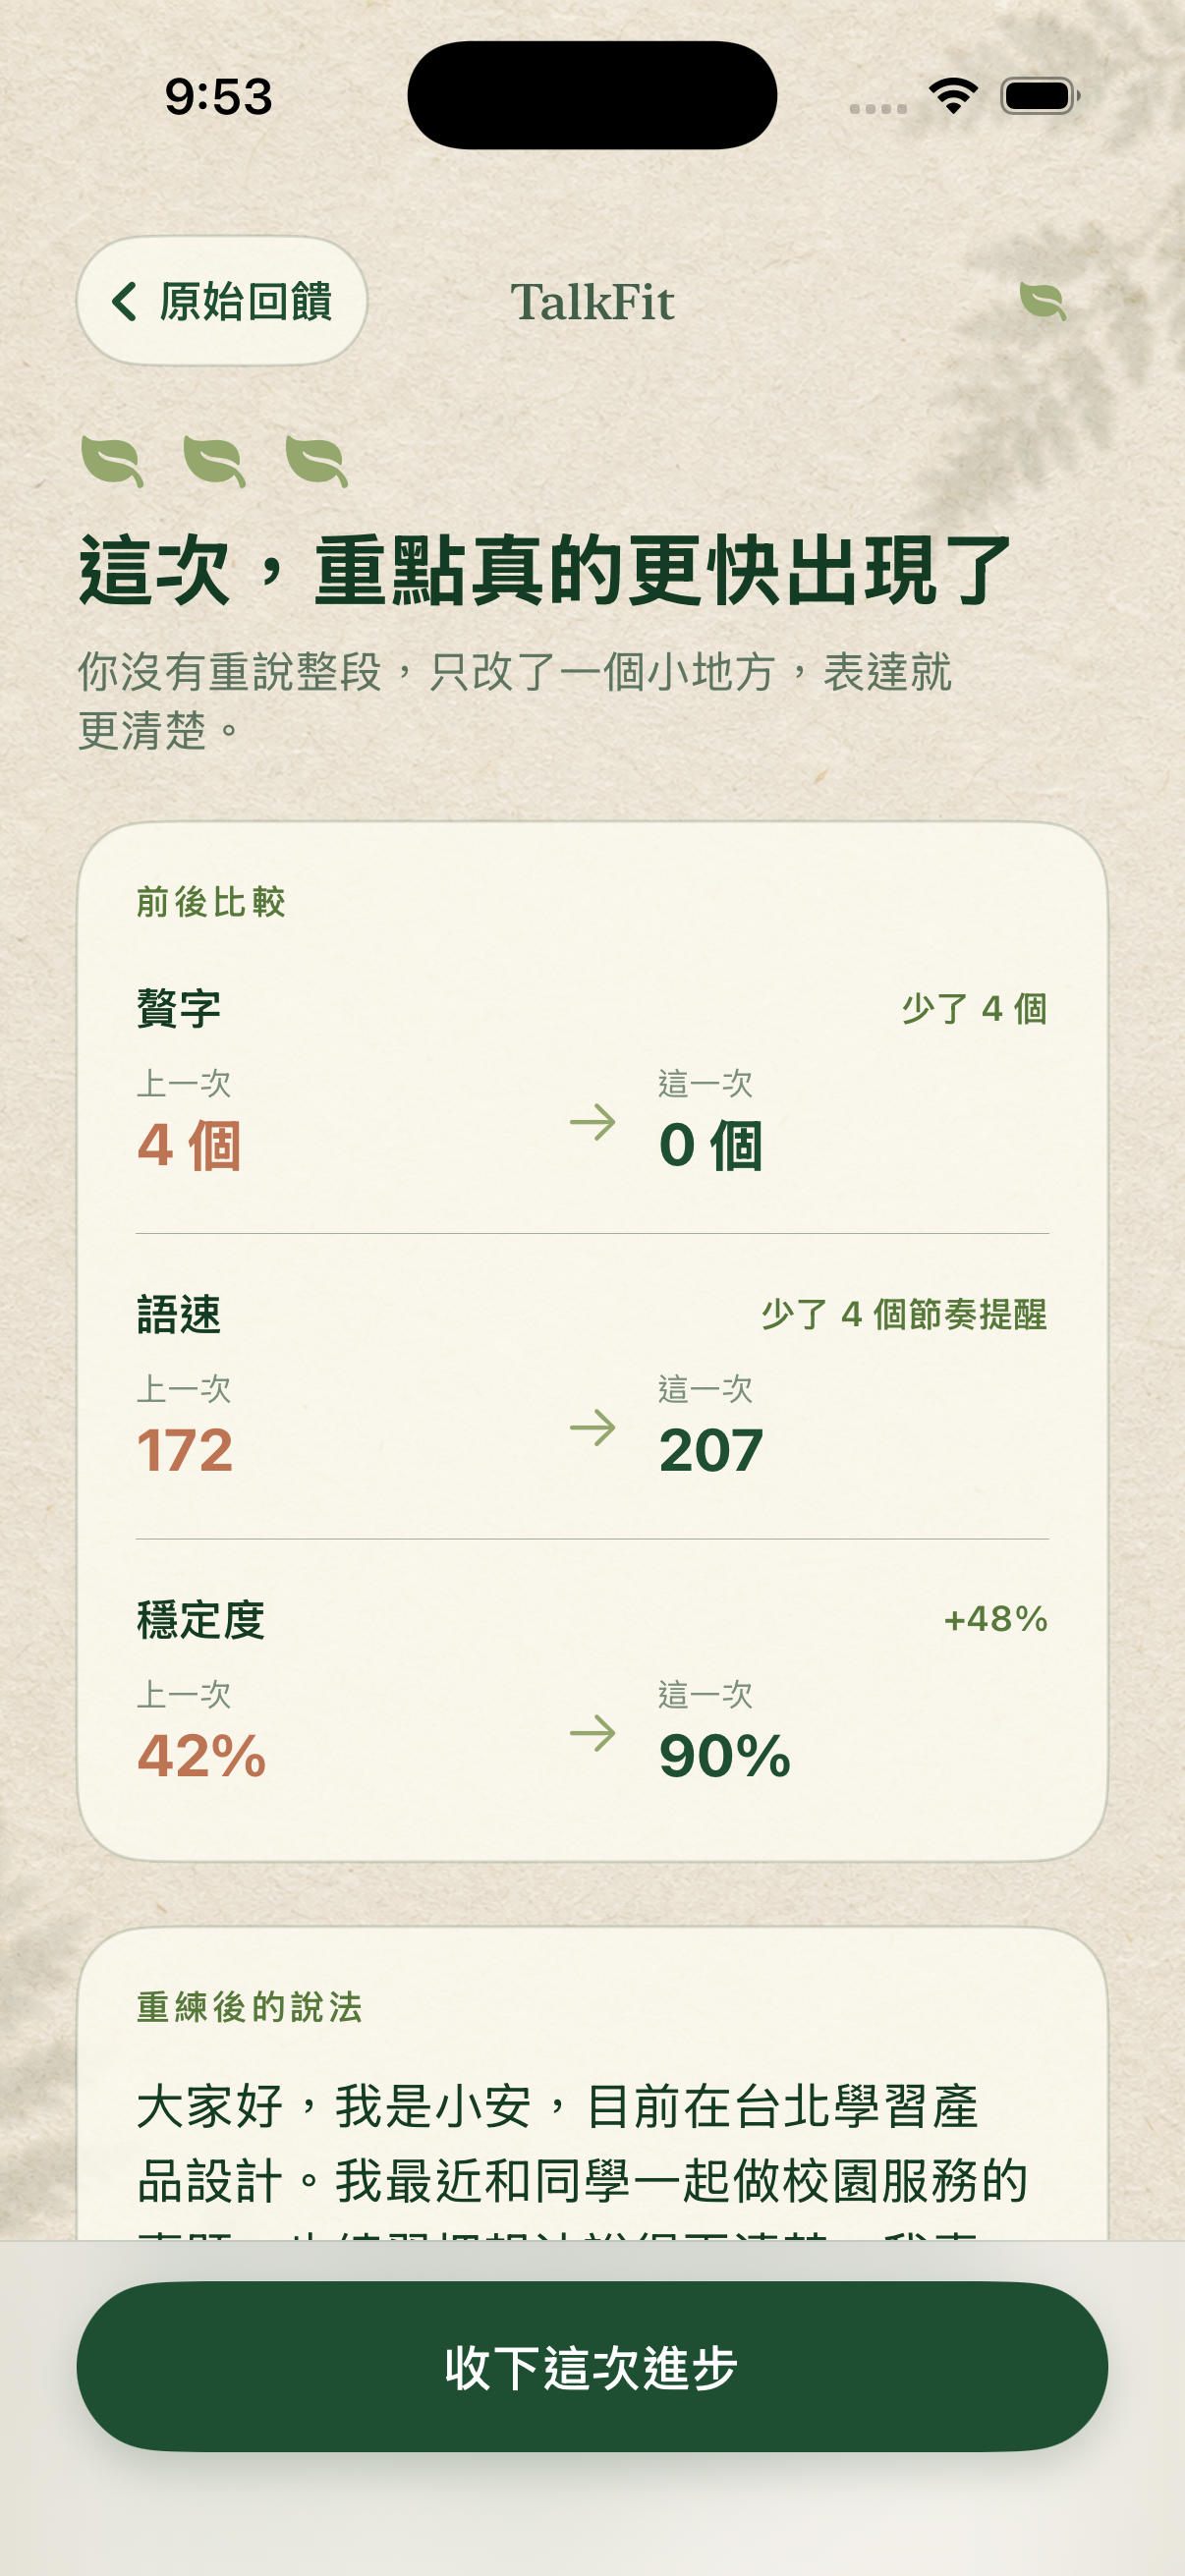 9:53
原始回饋
TalkFit
這次，重點真的更快出現了
你沒有重說整段，只改了一個小地方，表達就
更清楚。
前後比較
贅字 少了 4 個
上一次 這一次
4 個 → 0 個
語速 少了 4 個節奏提醒
上一次 這一次
172 → 207
穩定度 +48%
上一次 這一次
42% → 90%
重練後的說法
大家好，我是小安，目前在台北學習產
品設計。我最近和同學一起做校園服務的
收下這次進步